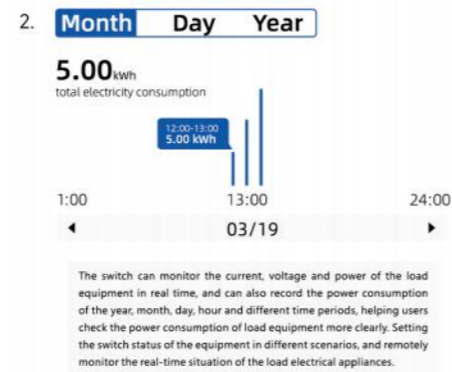 2. Month Day Year
5.00kWh
total electricity consumption
12:00-13:00
5.00 kWh
1:00 13:00 24:00
03/19
The switch can monitor the current, voltage and power of the load
equipment in real time, and can also record the power consumption
of the year, month, day, hour and different time periods, helping users
check the power consumption of load equipment more clearly. Setting
the switch status of the equipment in different scenarios, and remotely
monitor the real-time situation of the load electrical appliances.